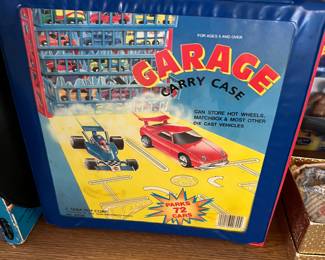 FOR AGES 5 AND OVER
GARAGE
CARRY CASE
CAN STORE HOT WHEELS,
MATCHBOX & MOST OTHER
DIE CAST VEHICLES
PARKS
72
CARS